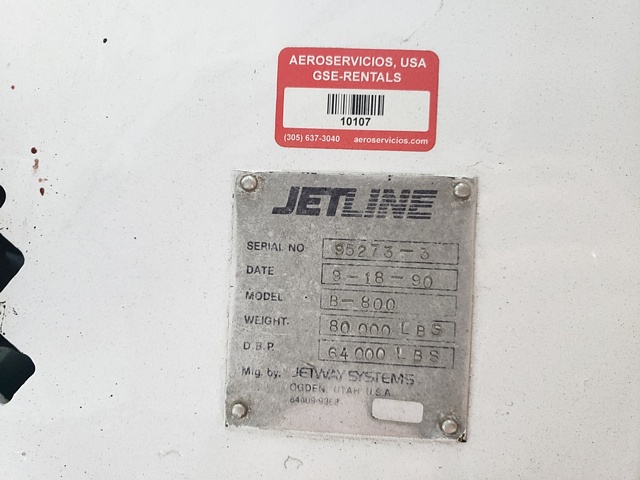 AEROSERVICIOS, USA
GSE-RENTALS
10107
(305) 637-3040 aeroservicios.com
JETLINE
SERIAL NO 95273-3
DATE 9-18-90
MODEL B-800
WEIGHT. 80,000 LBS
D.B.P. 64,000 LBS
Mfg. by: JETWAY SYSTEMS
OGDEN, UTAH U.S.A.